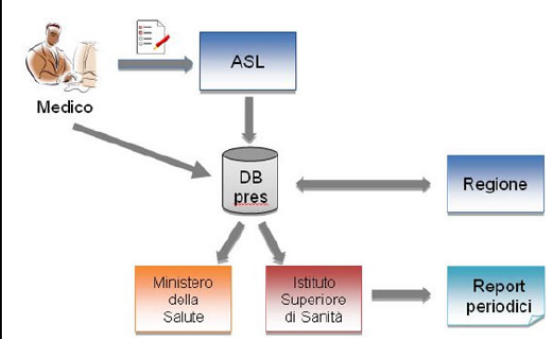 ASL
Medico
DB
pres
Regione
Ministero
della
Salute
Istituto
Superiore
di Sanità
Report
periodici